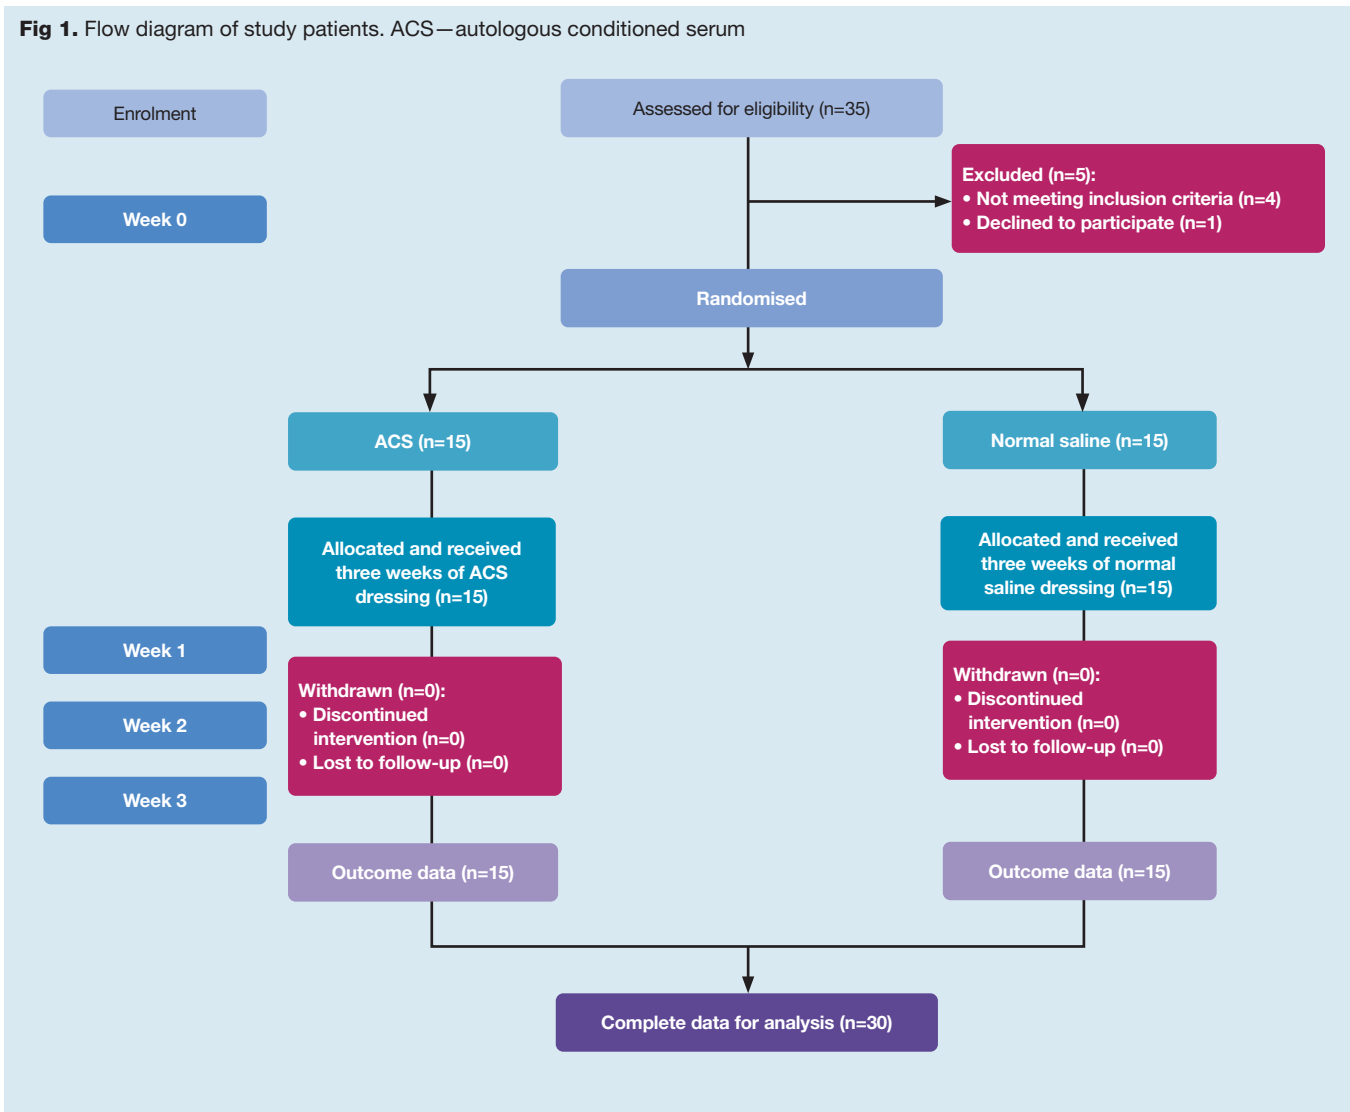 Fig 1. Flow diagram of study patients. ACS—autologous conditioned serum
Enrolment
Assessed for eligibility (n=35)
Excluded (n=5):
• Not meeting inclusion criteria (n=4)
• Declined to participate (n=1)
Week 0
Randomised
ACS (n=15)
Normal saline (n=15)
Allocated and received
three weeks of ACS
dressing (n=15)
Allocated and received
three weeks of normal
saline dressing (n=15)
Week 1
Week 2
Week 3
Withdrawn (n=0):
• Discontinued
intervention (n=0)
• Lost to follow-up (n=0)
Withdrawn (n=0):
• Discontinued
intervention (n=0)
• Lost to follow-up (n=0)
Outcome data (n=15)
Outcome data (n=15)
Complete data for analysis (n=30)